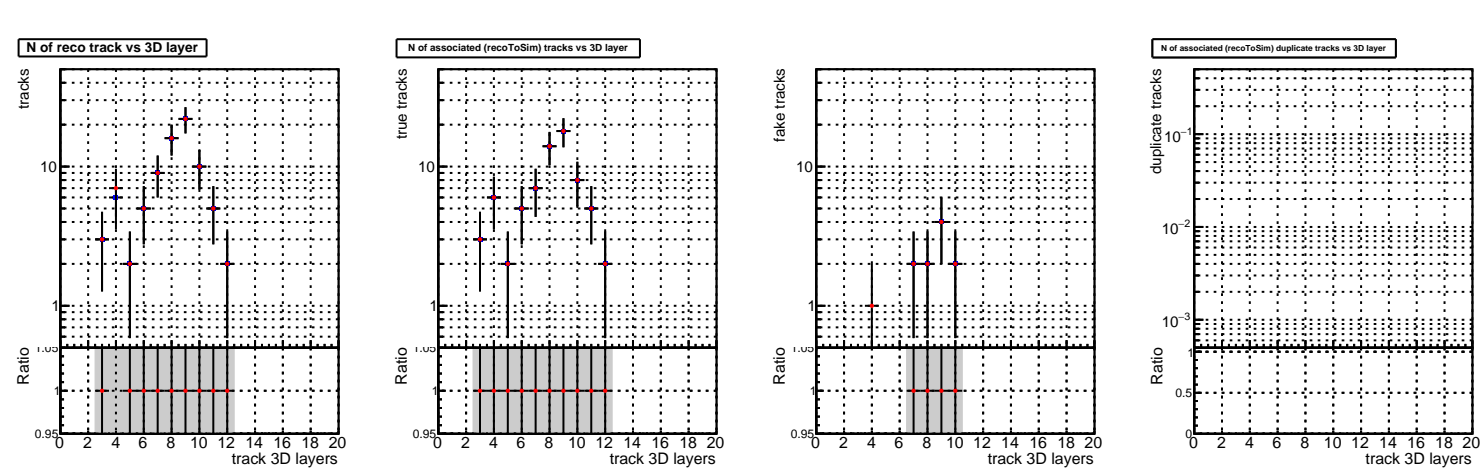 N of reco track vs 3D layer
tracks
10
1
Ratio
1.05
1
0.95
0 2 4 6 8 10 12 14 16 18 20
track 3D layers
N of associated (recoToSim) tracks vs 3D layer
true tracks
10
1
Ratio
1.05
1
0.95
0 2 4 6 8 10 12 14 16 18 20
track 3D layers
fake tracks
10
1
Ratio
1.05
1
0.95
0 2 4 6 8 10 12 14 16 18 20
track 3D layers
N of associated (recoToSim) duplicate tracks vs 3D layer
duplicate tracks
10⁻¹
10⁻²
10⁻³
Ratio
1
0.5
0
0 2 4 6 8 10 12 14 16 18 20
track 3D layers